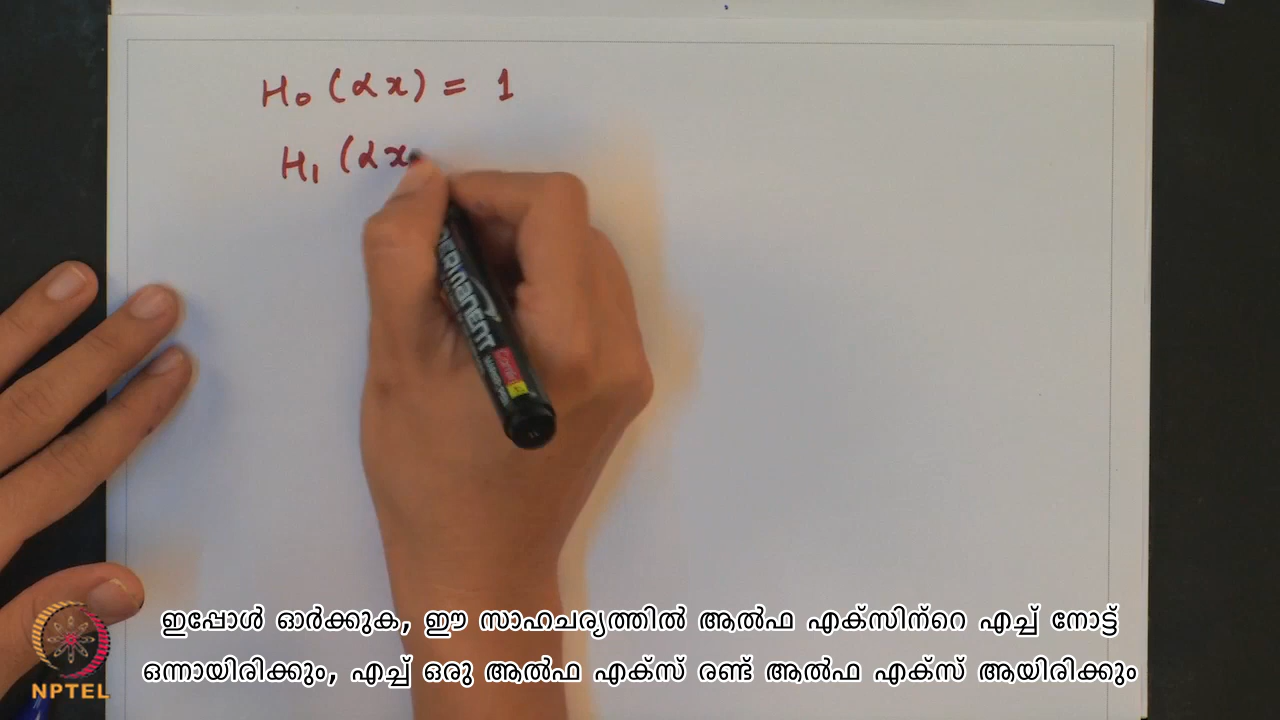 H₀ (αx) = 1
H₁ (αx
PERMANENT
ഇപ്പോൾ ഓർക്കുക, ഈ സാഹചര്യത്തിൽ ആൽഫ എക്സിന്റെ എച്ച് നോട്ട്
ഒന്നായിരിക്കും, എച്ച് ഒരു ആൽഫ എക്സ് രണ്ട് ആൽഫ എക്സ് ആയിരിക്കും
NPTEL